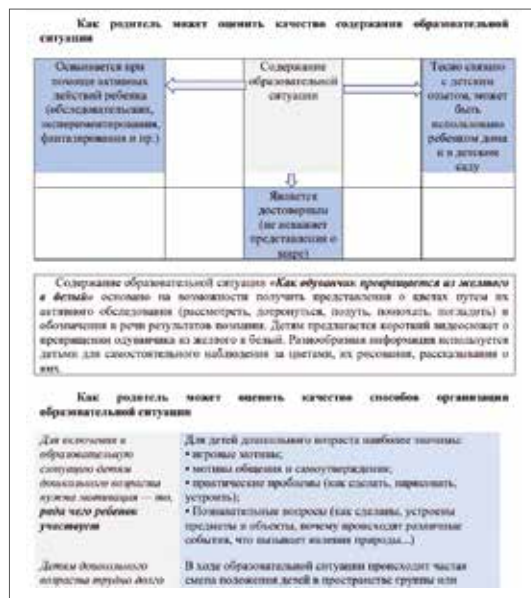 Как родитель может оценить качество содержания образовательной
ситуации
Осваивается при
помощи активных
действий ребенка
(обследовательских,
экспериментирования,
фантазирования и пр.)
Содержание
образовательной
ситуации
Тесно связано
с детским
опытом, может
быть
использовано
ребенком дома
и в детском
саду
Является
достоверным
(не искажает
представления о
мире)
Содержание образовательной ситуации «Как одуванчик превращается из желтого
в белый» основано на возможности получить представления о цветах путем их
активного обследования (рассмотреть, дотронуться, подуть, понюхать, погладить) и
обозначения в речи результатов познания. Детям предлагается короткий видеосюжет о
превращении одуванчика из желтого в белый. Разнообразная информация используется
детьми для самостоятельного наблюдения за цветами, их рисования, рассказывания о
них.
Как родитель может оценить качество способов организации
образовательной ситуации
Для включения в
образовательную
ситуацию детям
дошкольного возраста
нужна мотивация — то,
ради чего ребенок
участвует
Для детей дошкольного возраста наиболее значимы:
• игровые мотивы;
• мотивы общения и самоутверждения;
• практические проблемы (как сделать, нарисовать,
устроить);
• Познавательные вопросы (как сделаны, устроены
предметы и объекты, почему происходят различные
события, что вызывает явления природы...)
Детям дошкольного
возраста трудно долго
В ходе образовательной ситуации происходит частая
смена положения детей в пространстве группы или